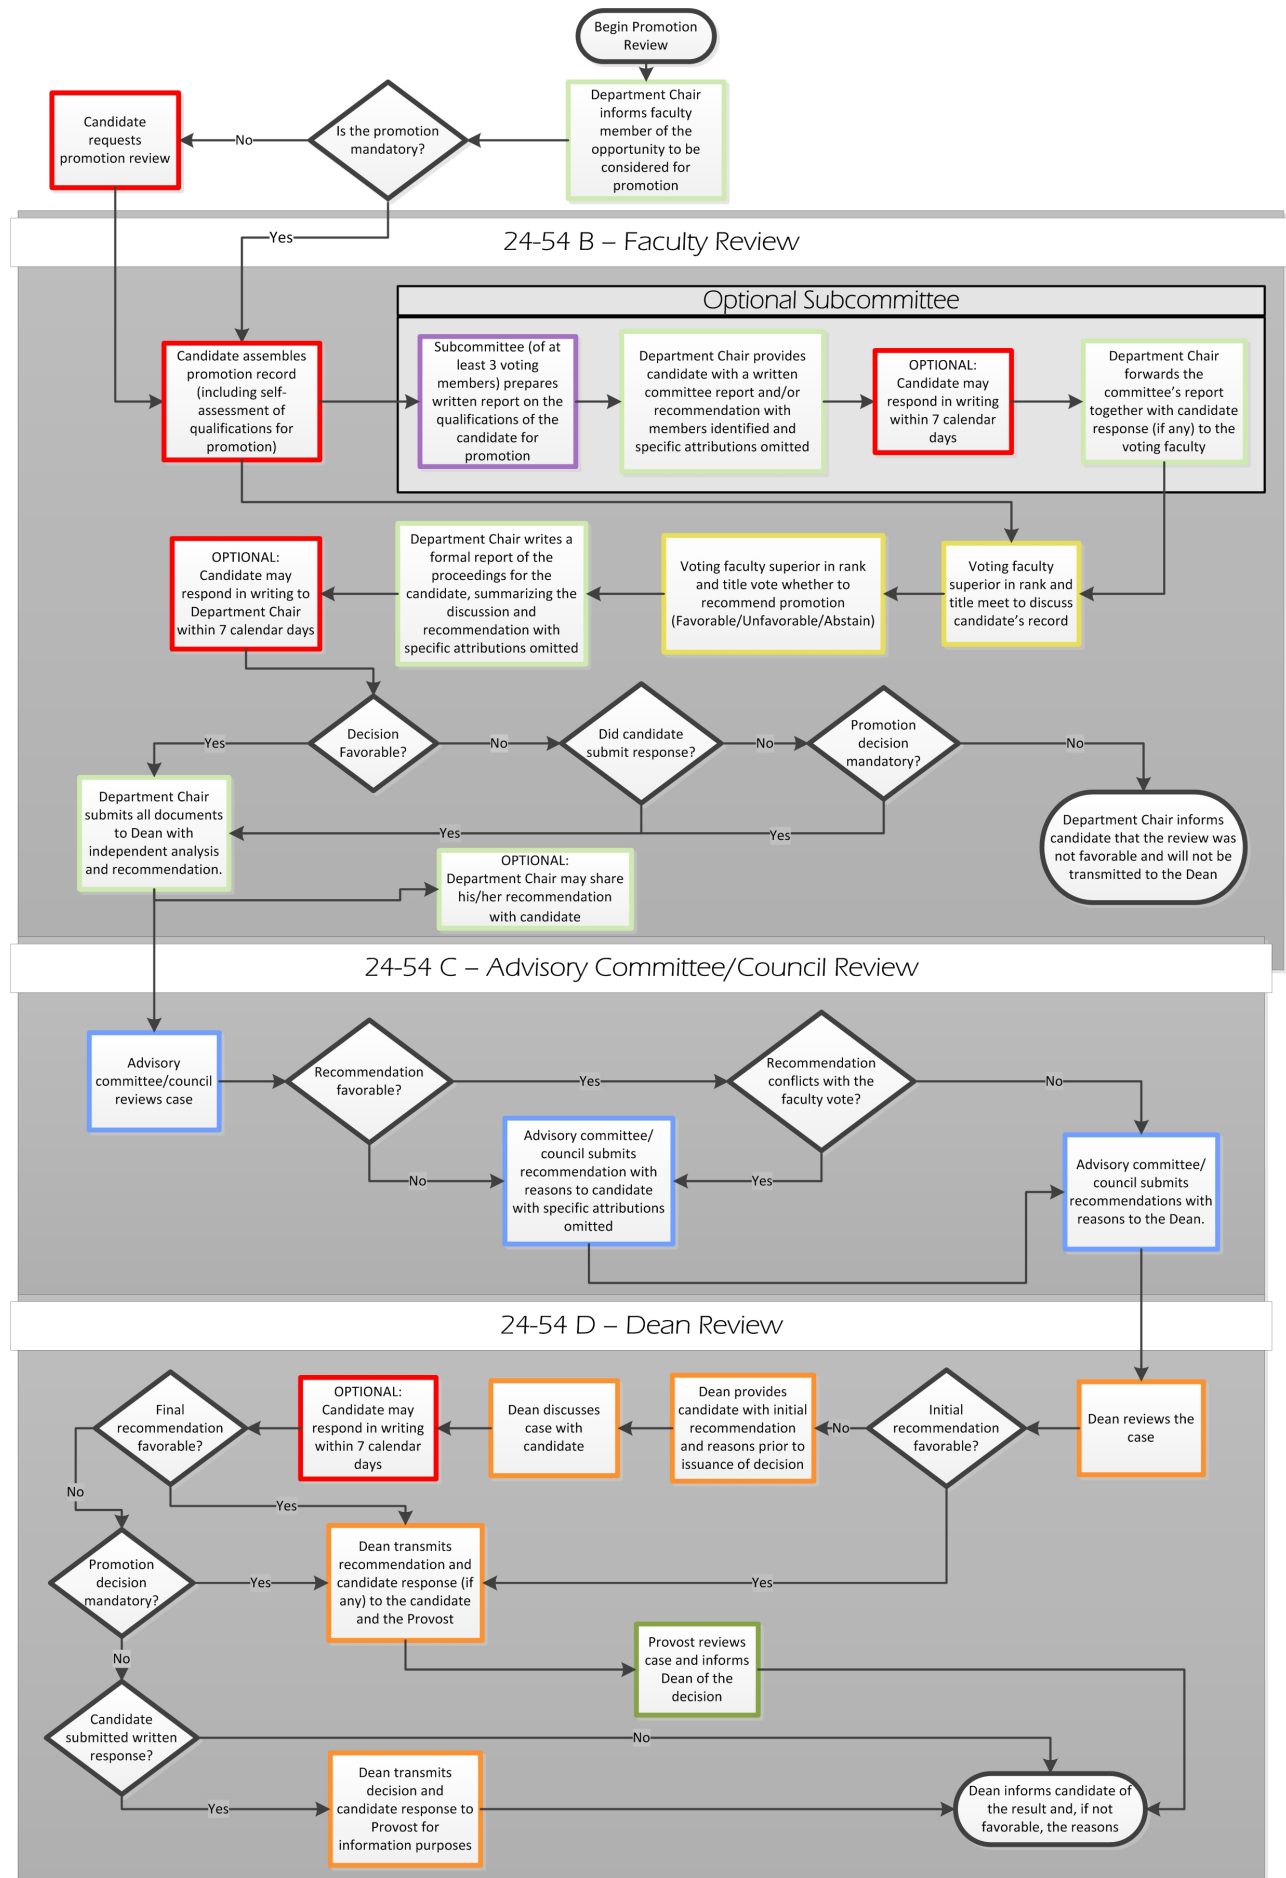 Begin Promotion
Review
Department Chair
informs faculty
member of the
opportunity to be
considered for
promotion
Is the promotion
mandatory?
No
Candidate
requests
promotion review
Yes
24-54 B – Faculty Review
Optional Subcommittee
Candidate assembles
promotion record
(including self-
assessment of
qualifications for
promotion)
Subcommittee (of at
least 3 voting
members) prepares
written report on the
qualifications of the
candidate for
promotion
Department Chair provides
candidate with a written
committee report and/or
recommendation with
members identified and
specific attributions omitted
OPTIONAL:
Candidate may
respond in writing
within 7 calendar
days
Department Chair
forwards the
committee's report
together with candidate
response (if any) to the
voting faculty
Voting faculty
superior in rank and
title meet to discuss
candidate's record
Voting faculty superior in rank
and title vote whether to
recommend promotion
(Favorable/Unfavorable/Abstain)
Department Chair writes a
formal report of the
proceedings for the
candidate, summarizing the
discussion and
recommendation with
specific attributions omitted
OPTIONAL:
Candidate may
respond in writing to
Department Chair
within 7 calendar days
Decision
Favorable?
Yes
No
Did candidate
submit response?
No
Promotion
decision
mandatory?
No
Yes
Yes
Department Chair informs
candidate that the review was
not favorable and will not be
transmitted to the Dean
Department Chair
submits all documents
to Dean with
independent analysis
and recommendation.
OPTIONAL:
Department Chair may share
his/her recommendation
with candidate
24-54 C – Advisory Committee/Council Review
Advisory
committee/council
reviews case
Recommendation
favorable?
Yes
No
Recommendation
conflicts with the
faculty vote?
No
Yes
Advisory committee/
council submits
recommendation with
reasons to candidate
with specific attributions
omitted
Advisory committee/
council submits
recommendations with
reasons to the Dean.
24-54 D – Dean Review
Dean reviews the
case
Initial
recommendation
favorable?
No
Yes
Dean provides
candidate with initial
recommendation
and reasons prior to
issuance of decision
Dean discusses
case with
candidate
OPTIONAL:
Candidate may
respond in writing
within 7 calendar
days
Final
recommendation
favorable?
No
Yes
Promotion
decision
mandatory?
Yes
No
Dean transmits
recommendation and
candidate response (if
any) to the candidate
and the Provost
Provost reviews
case and informs
Dean of the
decision
Candidate
submitted written
response?
No
Yes
Dean transmits
decision and
candidate response to
Provost for
information purposes
Dean informs candidate of
the result and, if not
favorable, the reasons